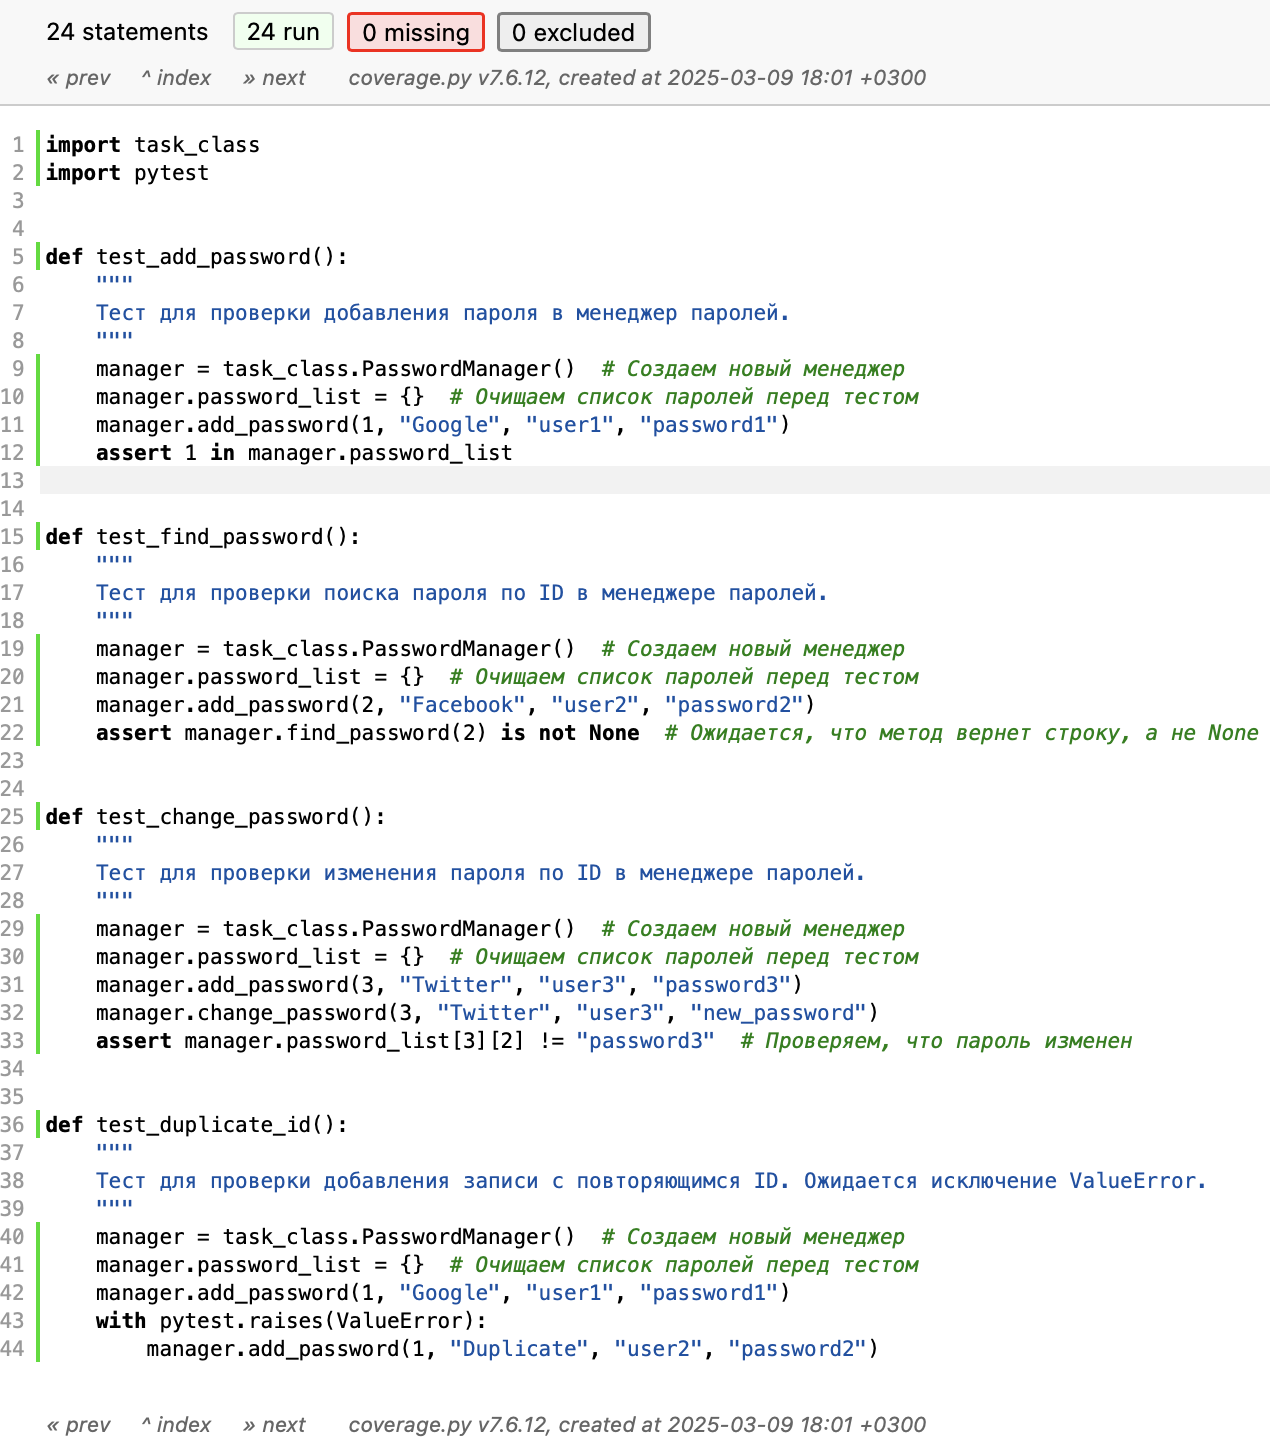 24 statements 24 run 0 missing 0 excluded
« prev ^ index » next coverage.py v7.6.12, created at 2025-03-09 18:01 +0300
1 import task_class
2 import pytest
3
4
5 def test_add_password():
6     """
7     Тест для проверки добавления пароля в менеджер паролей.
8     """
9     manager = task_class.PasswordManager()  # Создаем новый менеджер
10     manager.password_list = {}  # Очищаем список паролей перед тестом
11     manager.add_password(1, "Google", "user1", "password1")
12     assert 1 in manager.password_list
13
14
15 def test_find_password():
16     """
17     Тест для проверки поиска пароля по ID в менеджере паролей.
18     """
19     manager = task_class.PasswordManager()  # Создаем новый менеджер
20     manager.password_list = {}  # Очищаем список паролей перед тестом
21     manager.add_password(2, "Facebook", "user2", "password2")
22     assert manager.find_password(2) is not None  # Ожидается, что метод вернет строку, а не None
23
24
25 def test_change_password():
26     """
27     Тест для проверки изменения пароля по ID в менеджере паролей.
28     """
29     manager = task_class.PasswordManager()  # Создаем новый менеджер
30     manager.password_list = {}  # Очищаем список паролей перед тестом
31     manager.add_password(3, "Twitter", "user3", "password3")
32     manager.change_password(3, "Twitter", "user3", "new_password")
33     assert manager.password_list[3][2] != "password3"  # Проверяем, что пароль изменен
34
35
36 def test_duplicate_id():
37     """
38     Тест для проверки добавления записи с повторяющимся ID. Ожидается исключение ValueError.
39     """
40     manager = task_class.PasswordManager()  # Создаем новый менеджер
41     manager.password_list = {}  # Очищаем список паролей перед тестом
42     manager.add_password(1, "Google", "user1", "password1")
43     with pytest.raises(ValueError):
44         manager.add_password(1, "Duplicate", "user2", "password2")
« prev ^ index » next coverage.py v7.6.12, created at 2025-03-09 18:01 +0300